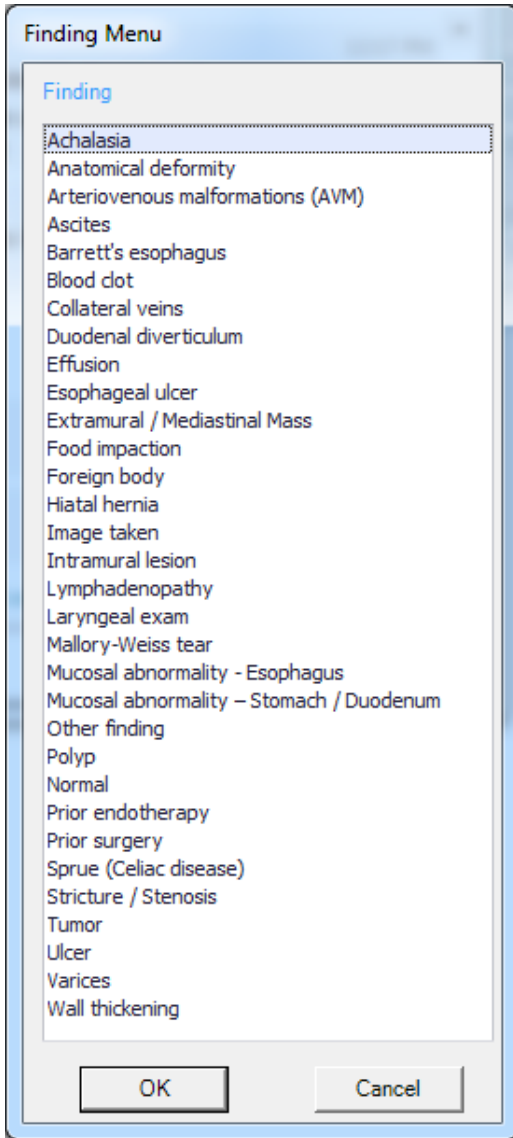 Finding Menu
Finding
Achalasia
Anatomical deformity
Arteriovenous malformations (AVM)
Ascites
Barrett's esophagus
Blood clot
Collateral veins
Duodenal diverticulum
Effusion
Esophageal ulcer
Extramural / Mediastinal Mass
Food impaction
Foreign body
Hiatal hernia
Image taken
Intramural lesion
Lymphadenopathy
Laryngeal exam
Mallory-Weiss tear
Mucosal abnormality - Esophagus
Mucosal abnormality – Stomach / Duodenum
Other finding
Polyp
Normal
Prior endotherapy
Prior surgery
Sprue (Celiac disease)
Stricture / Stenosis
Tumor
Ulcer
Varices
Wall thickening
OK Cancel